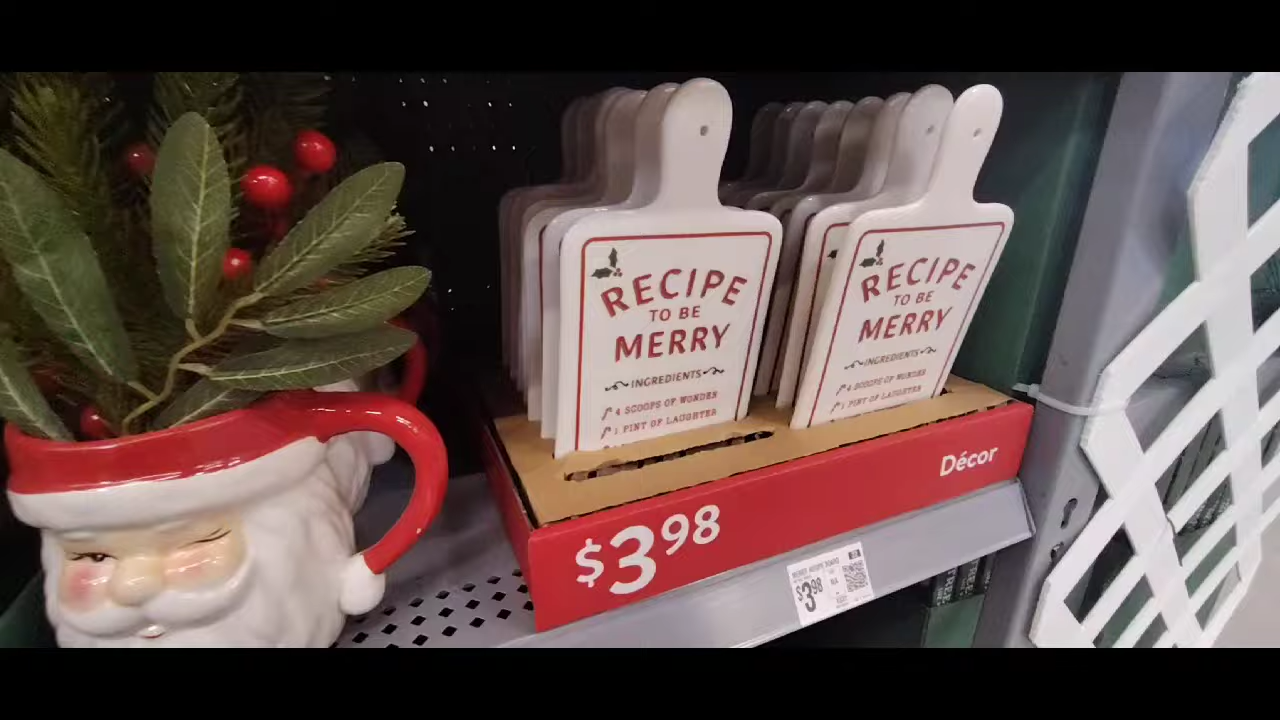 RECIPE
TO BE
MERRY
INGREDIENTS
4 SCOOPS OF WONDER
1 PINT OF LAUGHTER
RECIPE
TO BE
MERRY
INGREDIENTS
4 SCOOPS OF WONDER
1 PINT OF LAUGHTER
Décor
$3 98
$3 98